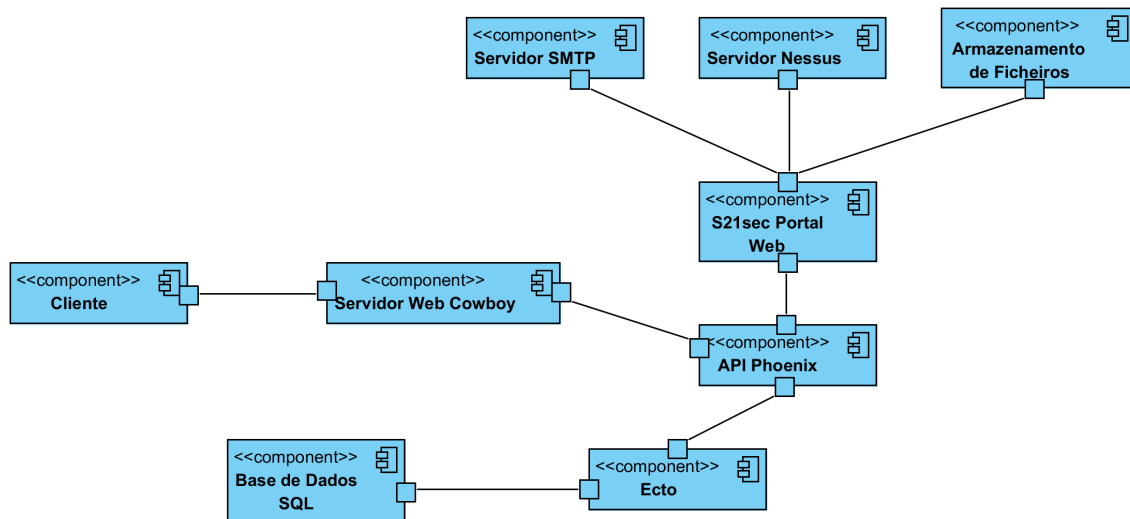 <<component>>
Servidor SMTP
<<component>>
Servidor Nessus
<<component>>
Armazenamento
de Ficheiros
<<component>>
S21sec Portal
Web
<<component>>
Cliente
<<component>>
Servidor Web Cowboy
<<component>>
API Phoenix
<<component>>
Base de Dados
SQL
<<component>>
Ecto